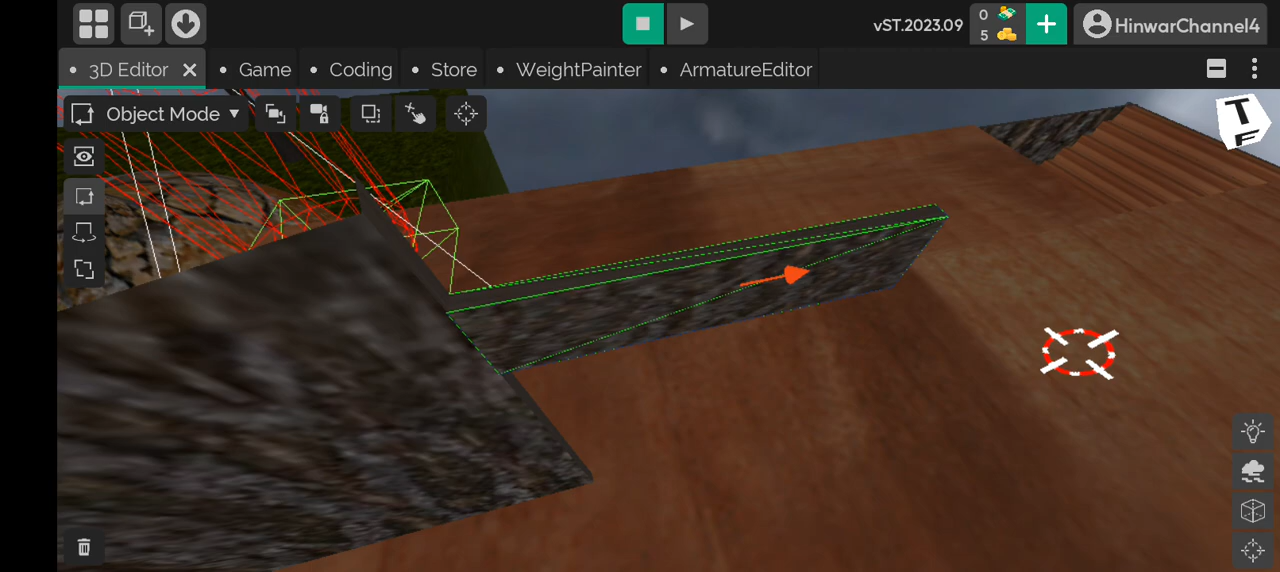 vST.2023.09
0
5
HinwarChannel4
3D Editor
Game
Coding
Store
WeightPainter
ArmatureEditor
Object Mode
T
F